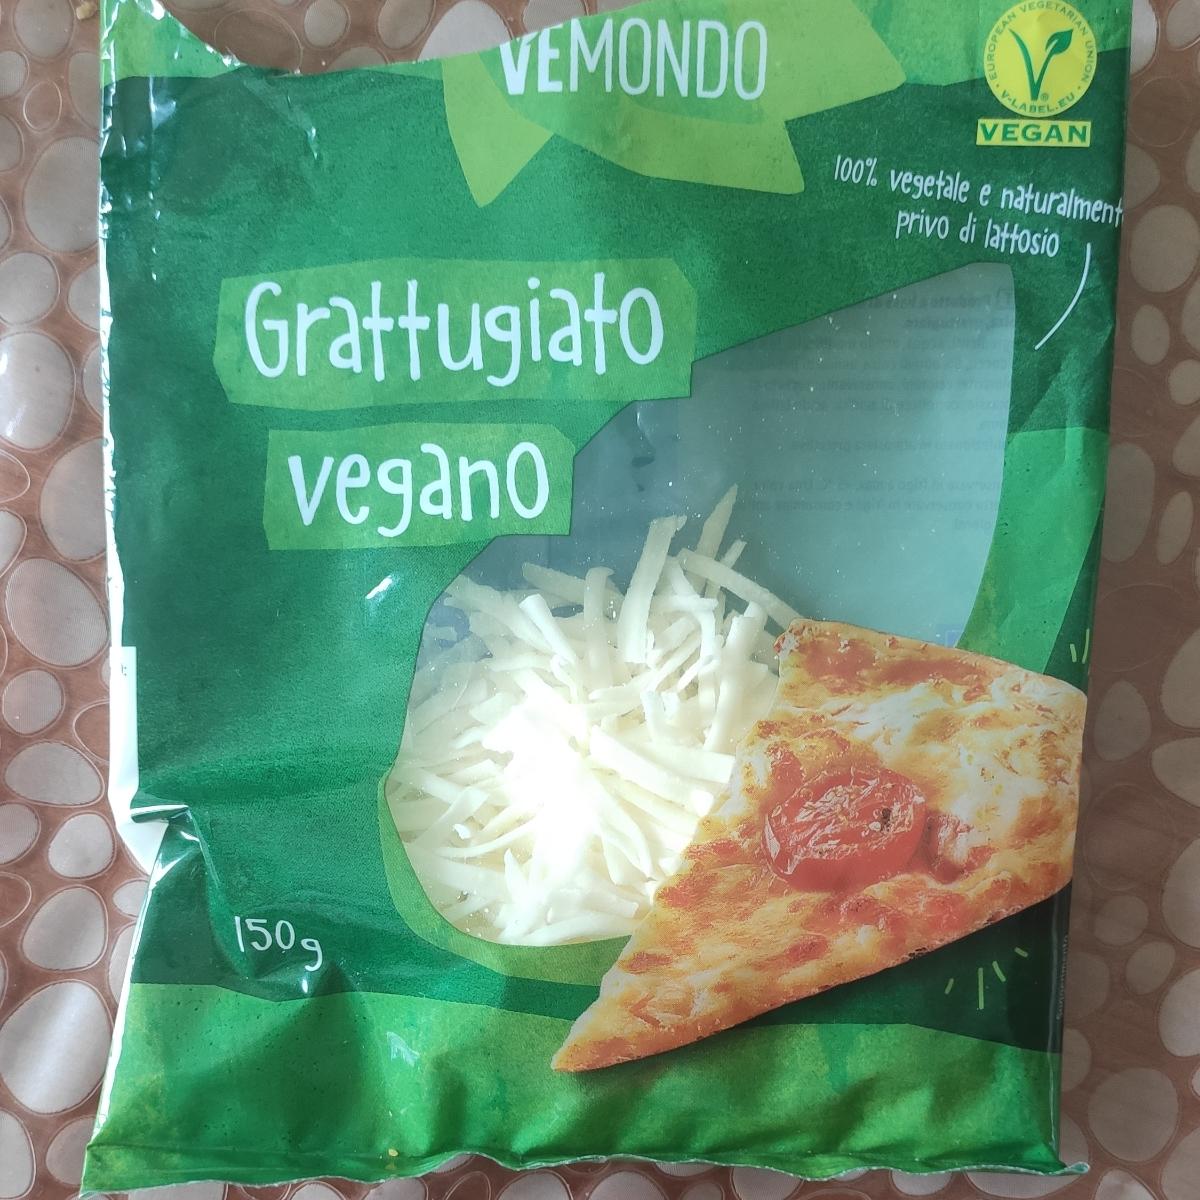 VEMONDO
EUROPEAN VEGETARIAN UNION
V-LABEL.EU
VEGAN
100% vegetale e naturalment
privo di lattosio
Grattugiato
vegano
150g